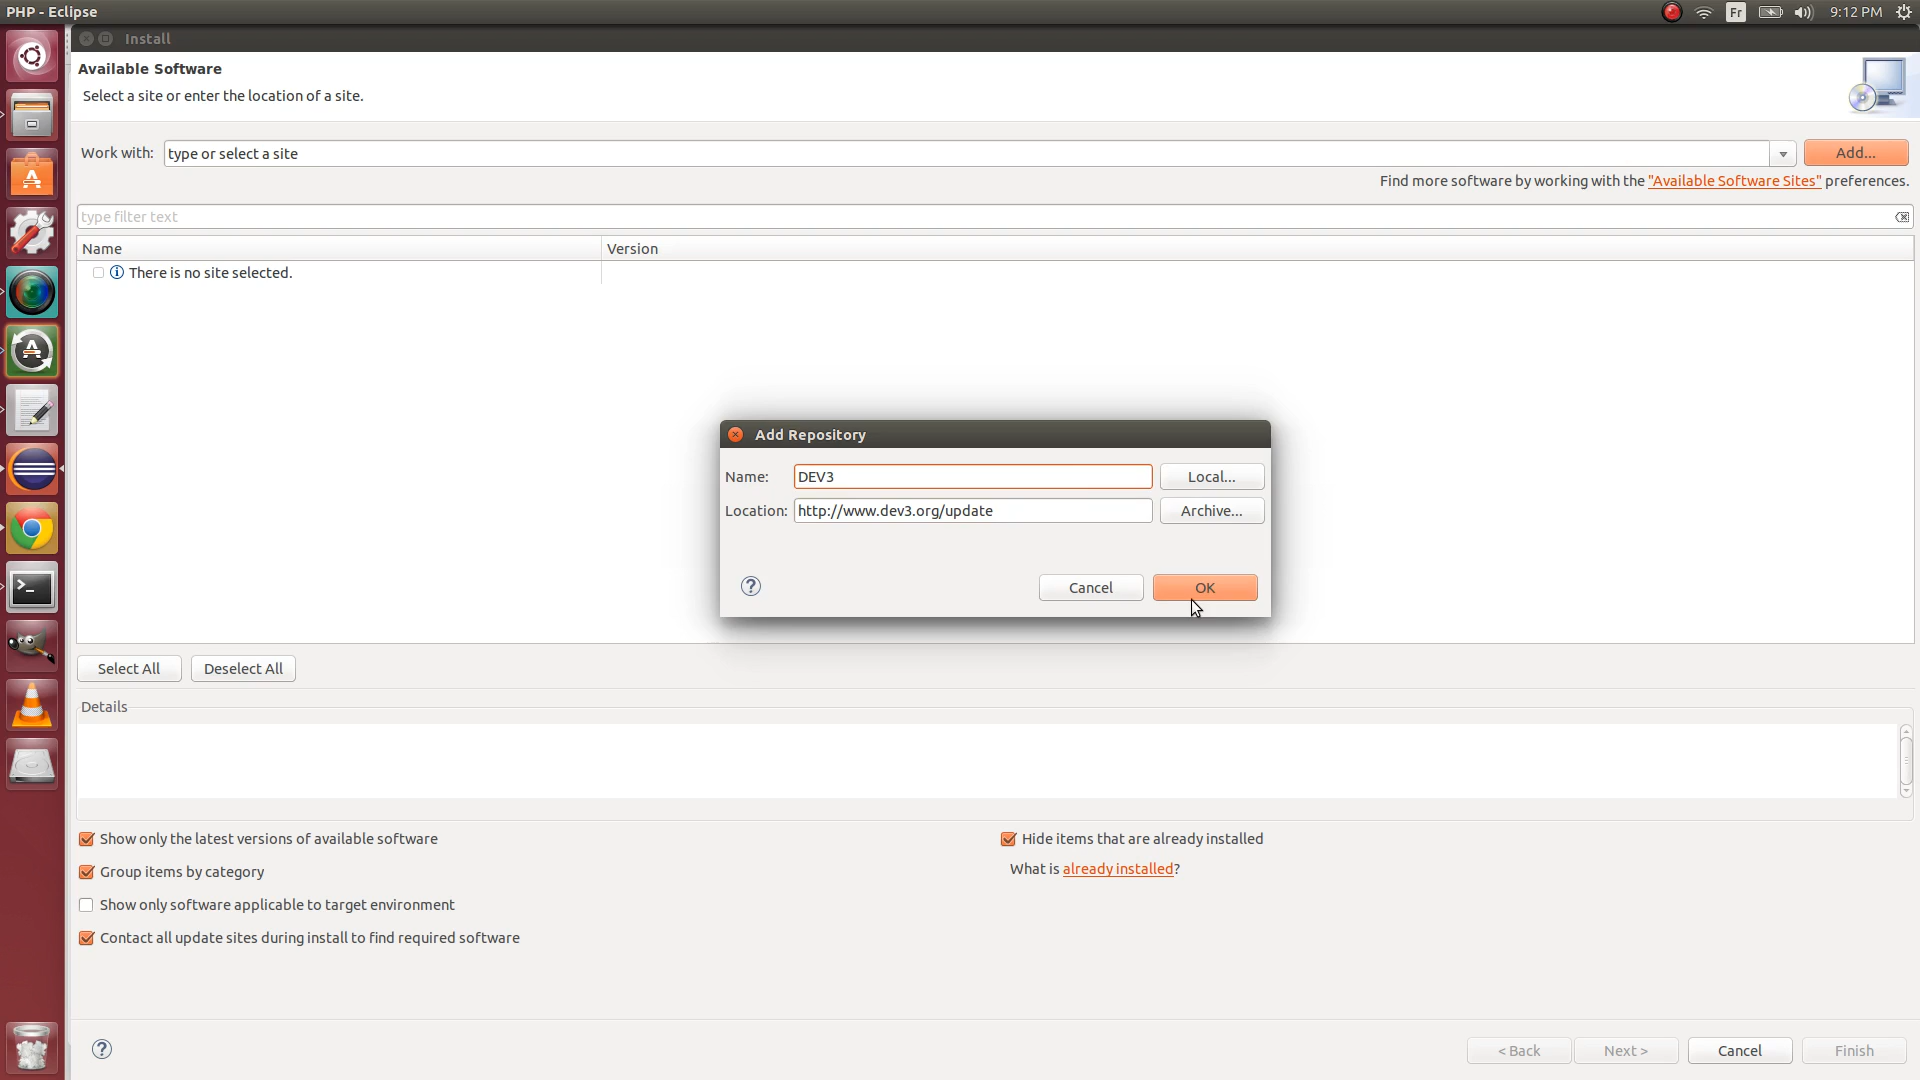 PHP - Eclipse
Fr
9:12 PM
Install
Available Software
Select a site or enter the location of a site.
Work with:
type or select a site
Add...
Find more software by working with the "Available Software Sites" preferences.
type filter text
Name
Version
There is no site selected.
Add Repository
Name:
DEV3
Local...
Location:
http://www.dev3.org/update
Archive...
Cancel
OK
Select All
Deselect All
Details
Show only the latest versions of available software
Hide items that are already installed
Group items by category
What is already installed?
Show only software applicable to target environment
Contact all update sites during install to find required software
< Back
Next >
Cancel
Finish